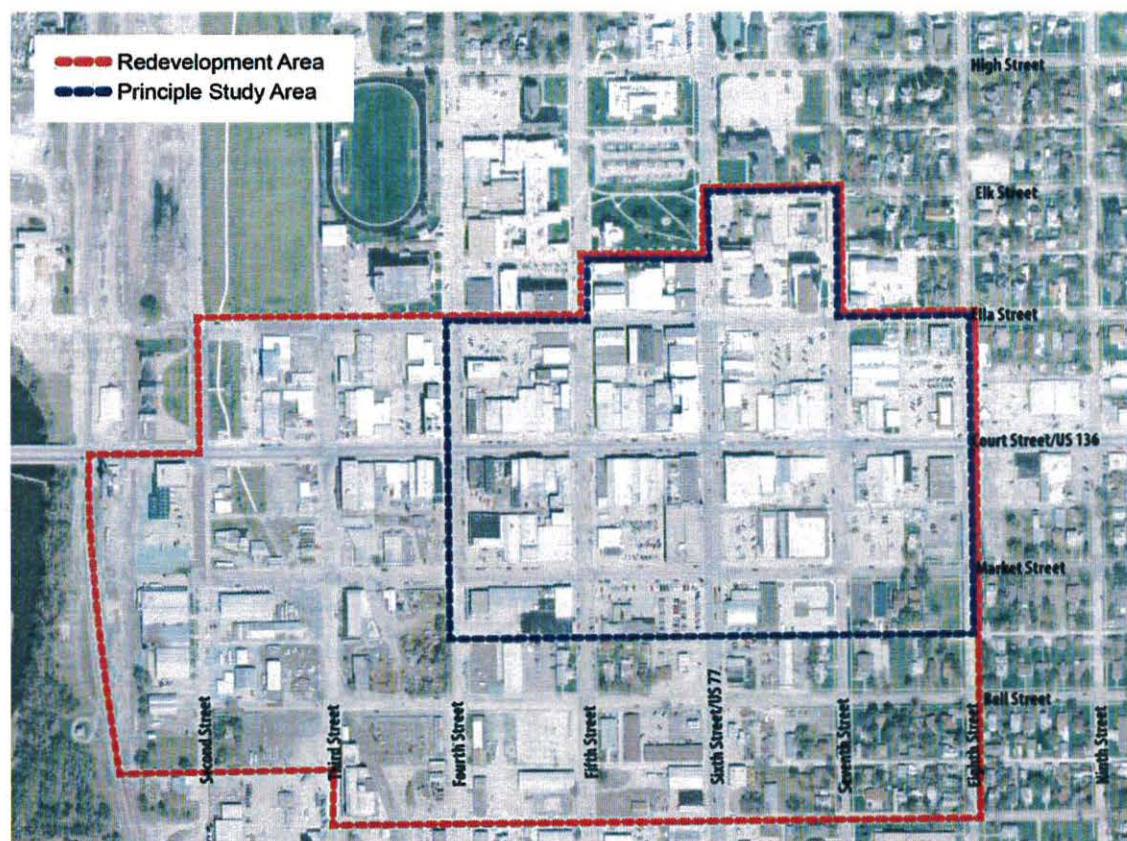 Redevelopment Area
Principle Study Area
High Street
Elk Street
Ella Street
Court Street/US 136
Market Street
Bell Street
Second Street
Third Street
Fourth Street
Fifth Street
Sixth Street/US 77
Seventh Street
Eighth Street
Ninth Street